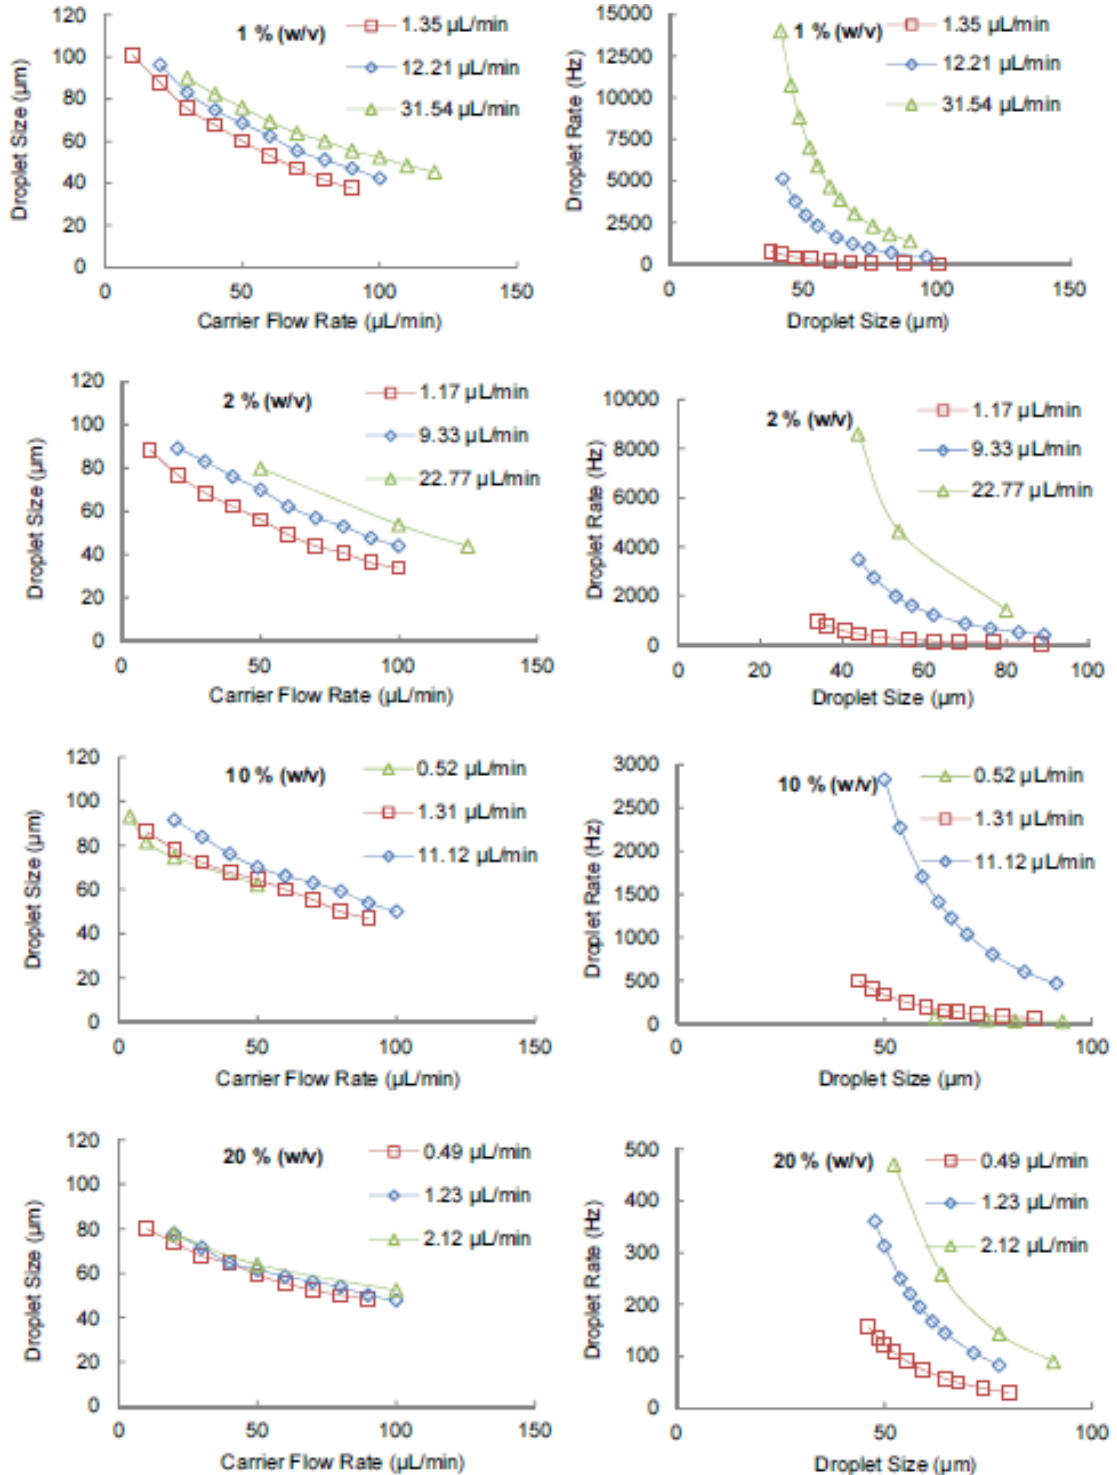 1 % (w/v)
1.35 µL/min
12.21 µL/min
31.54 µL/min
120
100
80
60
40
20
0
Droplet Size (µm)
0
50
100
150
Carrier Flow Rate (µL/min)
1 % (w/v)
1.35 µL/min
12.21 µL/min
31.54 µL/min
15000
12500
10000
7500
5000
2500
0
Droplet Rate (Hz)
0
50
100
150
Droplet Size (µm)
2 % (w/v)
1.17 µL/min
9.33 µL/min
22.77 µL/min
120
100
80
60
40
20
0
Droplet Size (µm)
0
50
100
150
Carrier Flow Rate (µL/min)
2 % (w/v)
1.17 µL/min
9.33 µL/min
22.77 µL/min
10000
8000
6000
4000
2000
0
Droplet Rate (Hz)
0
20
40
60
80
100
Droplet Size (µm)
10 % (w/v)
0.52 µL/min
1.31 µL/min
11.12 µL/min
120
100
80
60
40
20
0
Droplet Size (µm)
0
50
100
150
Carrier Flow Rate (µL/min)
10 % (w/v)
0.52 µL/min
1.31 µL/min
11.12 µL/min
3000
2500
2000
1500
1000
500
0
Droplet Rate (Hz)
0
50
100
Droplet Size (µm)
20 % (w/v)
0.49 µL/min
1.23 µL/min
2.12 µL/min
120
100
80
60
40
20
0
Droplet Size (µm)
0
50
100
150
Carrier Flow Rate (µL/min)
20 % (w/v)
0.49 µL/min
1.23 µL/min
2.12 µL/min
500
400
300
200
100
0
Droplet Rate (Hz)
0
50
100
Droplet Size (µm)